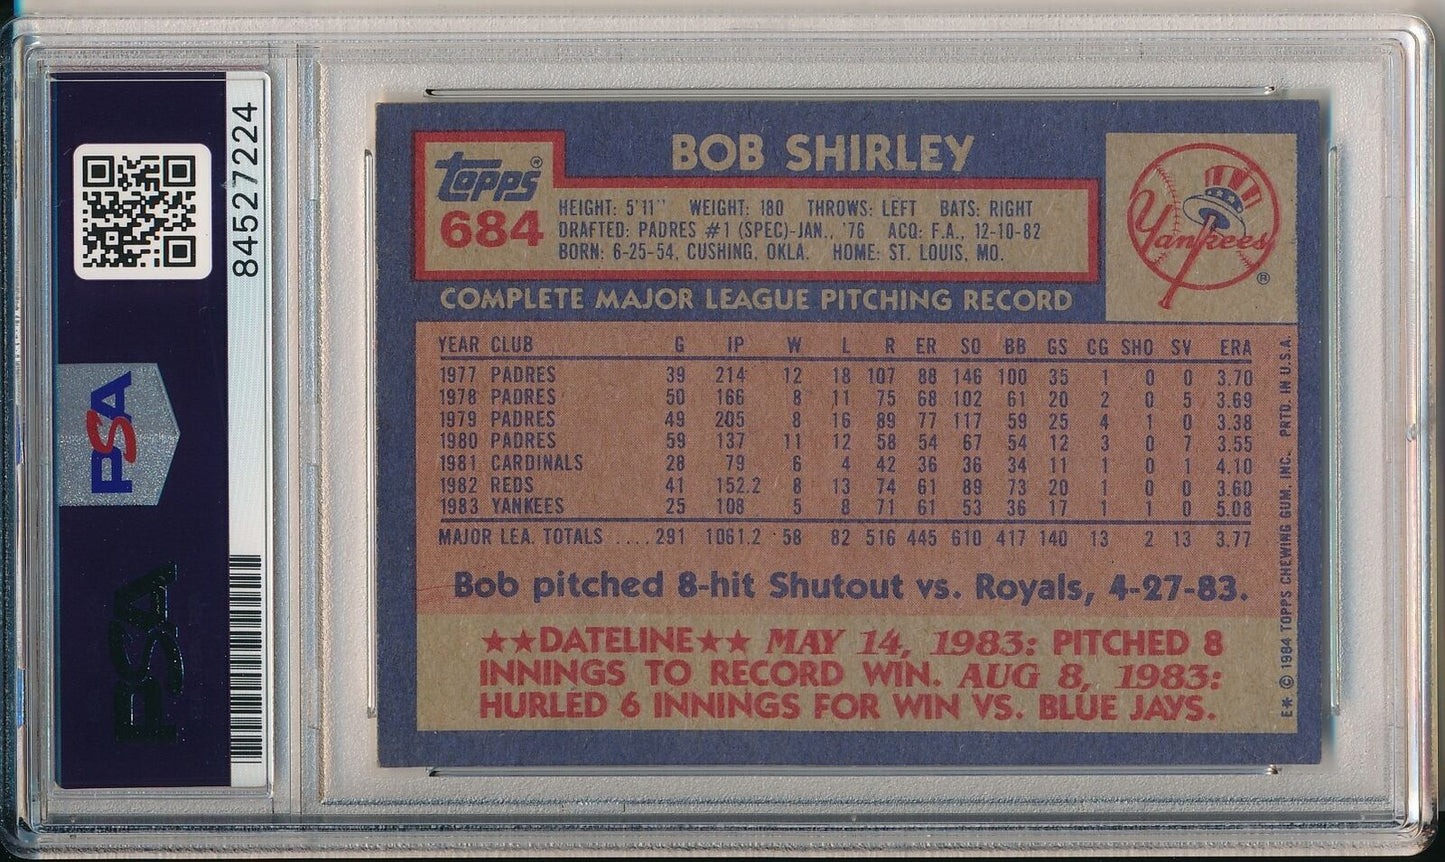 84527224
PSA
PSA
Topps®
684
BOB SHIRLEY
HEIGHT: 5'11" WEIGHT: 180 THROWS: LEFT BATS: RIGHT
DRAFTED: PADRES #1 (SPEC)-JAN., '76 ACQ: F.A., 12-10-82
BORN: 6-25-54, CUSHING, OKLA. HOME: ST. LOUIS, MO.
Yankees®
COMPLETE MAJOR LEAGUE PITCHING RECORD
YEAR CLUB G IP W L R ER SO BB GS CG SHO SV ERA
1977 PADRES 39 214 12 18 107 88 146 100 35 1 0 0 3.70
1978 PADRES 50 166 8 11 75 68 102 61 20 2 0 5 3.69
1979 PADRES 49 205 8 16 89 77 117 59 25 4 1 0 3.38
1980 PADRES 59 137 11 12 58 54 67 54 12 3 0 7 3.55
1981 CARDINALS 28 79 6 4 42 36 36 34 11 1 0 1 4.10
1982 REDS 41 152.2 8 13 74 61 89 73 20 1 0 0 3.60
1983 YANKEES 25 108 5 8 71 61 53 36 17 1 1 0 5.08
MAJOR LEA. TOTALS .... 291 1061.2 58 82 516 445 610 417 140 13 2 13 3.77
Bob pitched 8-hit Shutout vs. Royals, 4-27-83.
★★DATELINE★★ MAY 14, 1983: PITCHED 8
INNINGS TO RECORD WIN. AUG 8, 1983:
HURLED 6 INNINGS FOR WIN VS. BLUE JAYS.
E* © 1984 TOPPS CHEWING GUM, INC. PRTD. IN U.S.A.